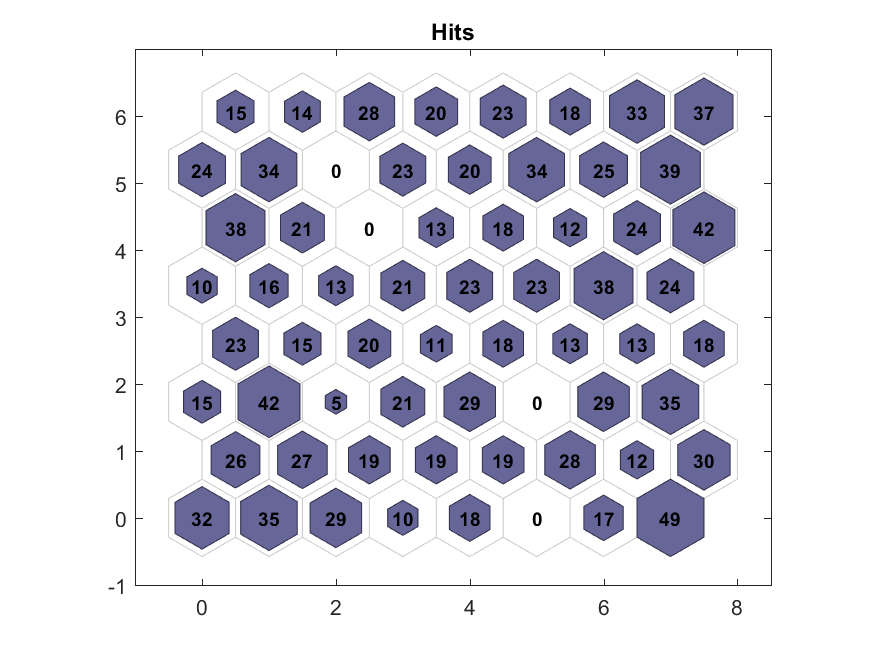 Hits
6
15 14 28 20 23 18 33 37
24 34 0 23 20 34 25 39
5
38 21 0 13 18 12 24 42
4
10 16 13 21 23 23 38 24
3
23 15 20 11 18 13 13 18
2
15 42 5 21 29 0 29 35
1
26 27 19 19 19 28 12 30
0
32 35 29 10 18 0 17 49
-1
0 2 4 6 8